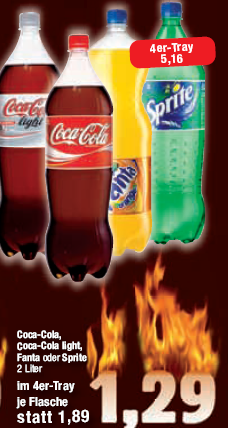 4er-Tray
5,16
Coca-Cola
light
Coca-Cola
Fanta
Sprite
Coca-Cola,
Coca-Cola light,
Fanta oder Sprite
2 Liter
im 4er-Tray
je Flasche
statt 1,89
1,29